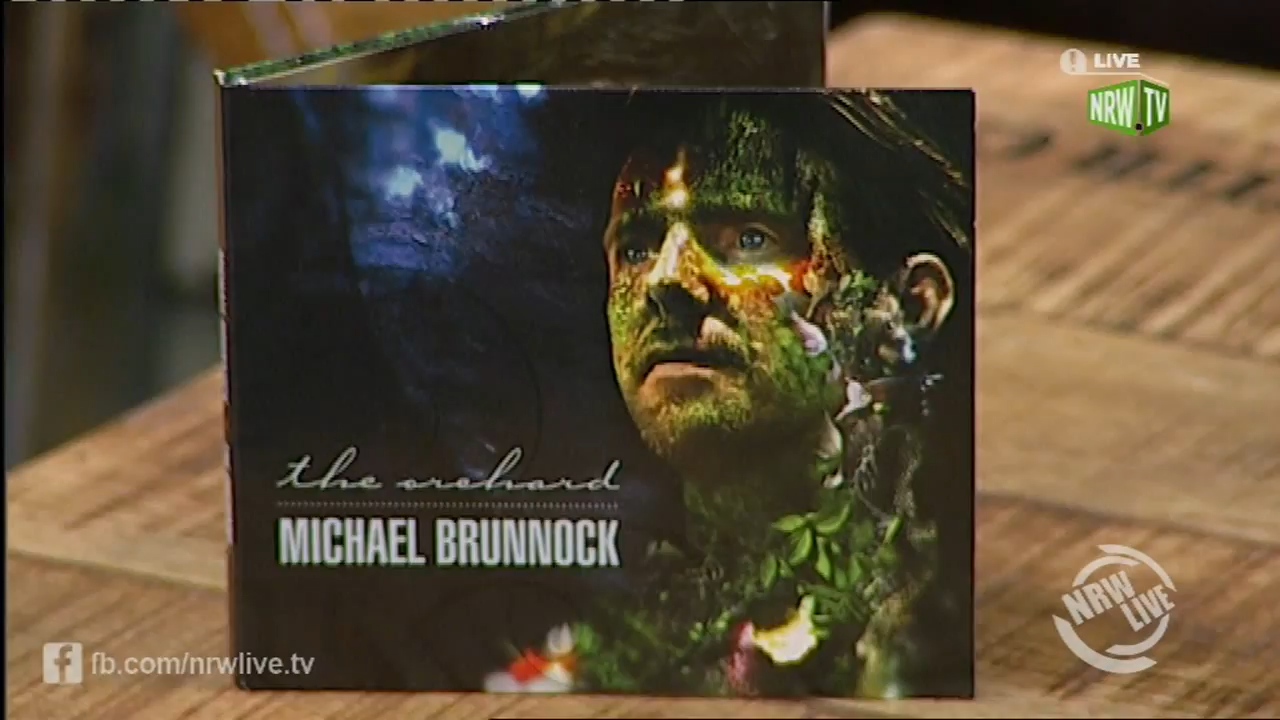 LIVE
NRW.TV
the orchard
MICHAEL BRUNNOCK
NRW
LIVE
fb.com/nrwlive.tv